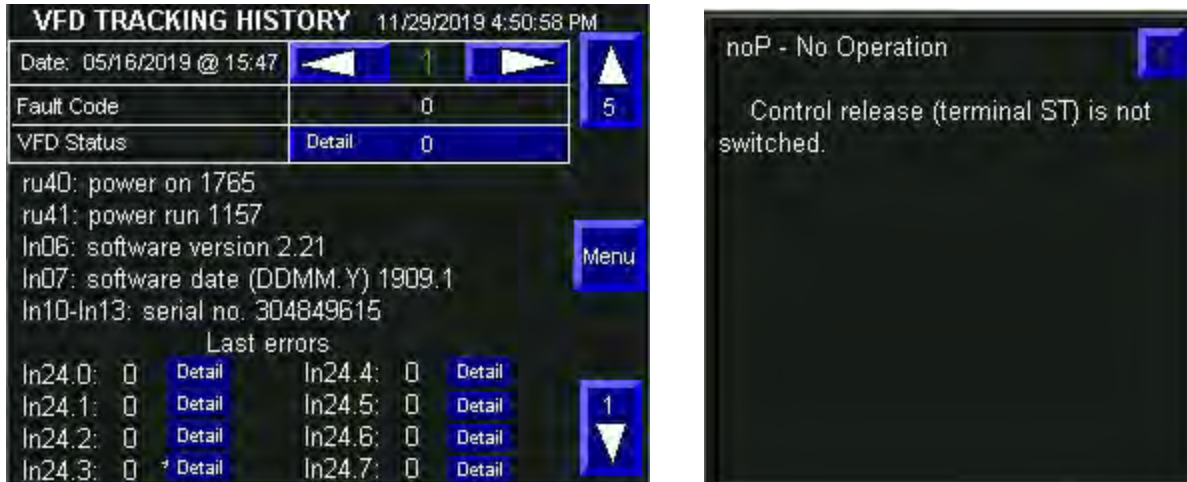 VFD TRACKING HISTORY 11/29/2019 4:50:58 PM
Date: 05/16/2019 @ 15:47 1
5
Fault Code 0
VFD Status Detail 0
ru40: power on 1765
ru41: power run 1157
In06: software version 2.21
In07: software date (DDMM.Y) 1909.1
In10-In13: serial no. 304849615
Menu
Last errors
In24.0: 0 Detail In24.4: 0 Detail
In24.1: 0 Detail In24.5: 0 Detail
In24.2: 0 Detail In24.6: 0 Detail
In24.3: 0 * Detail In24.7: 0 Detail
1
noP - No Operation
Control release (terminal ST) is not
switched.